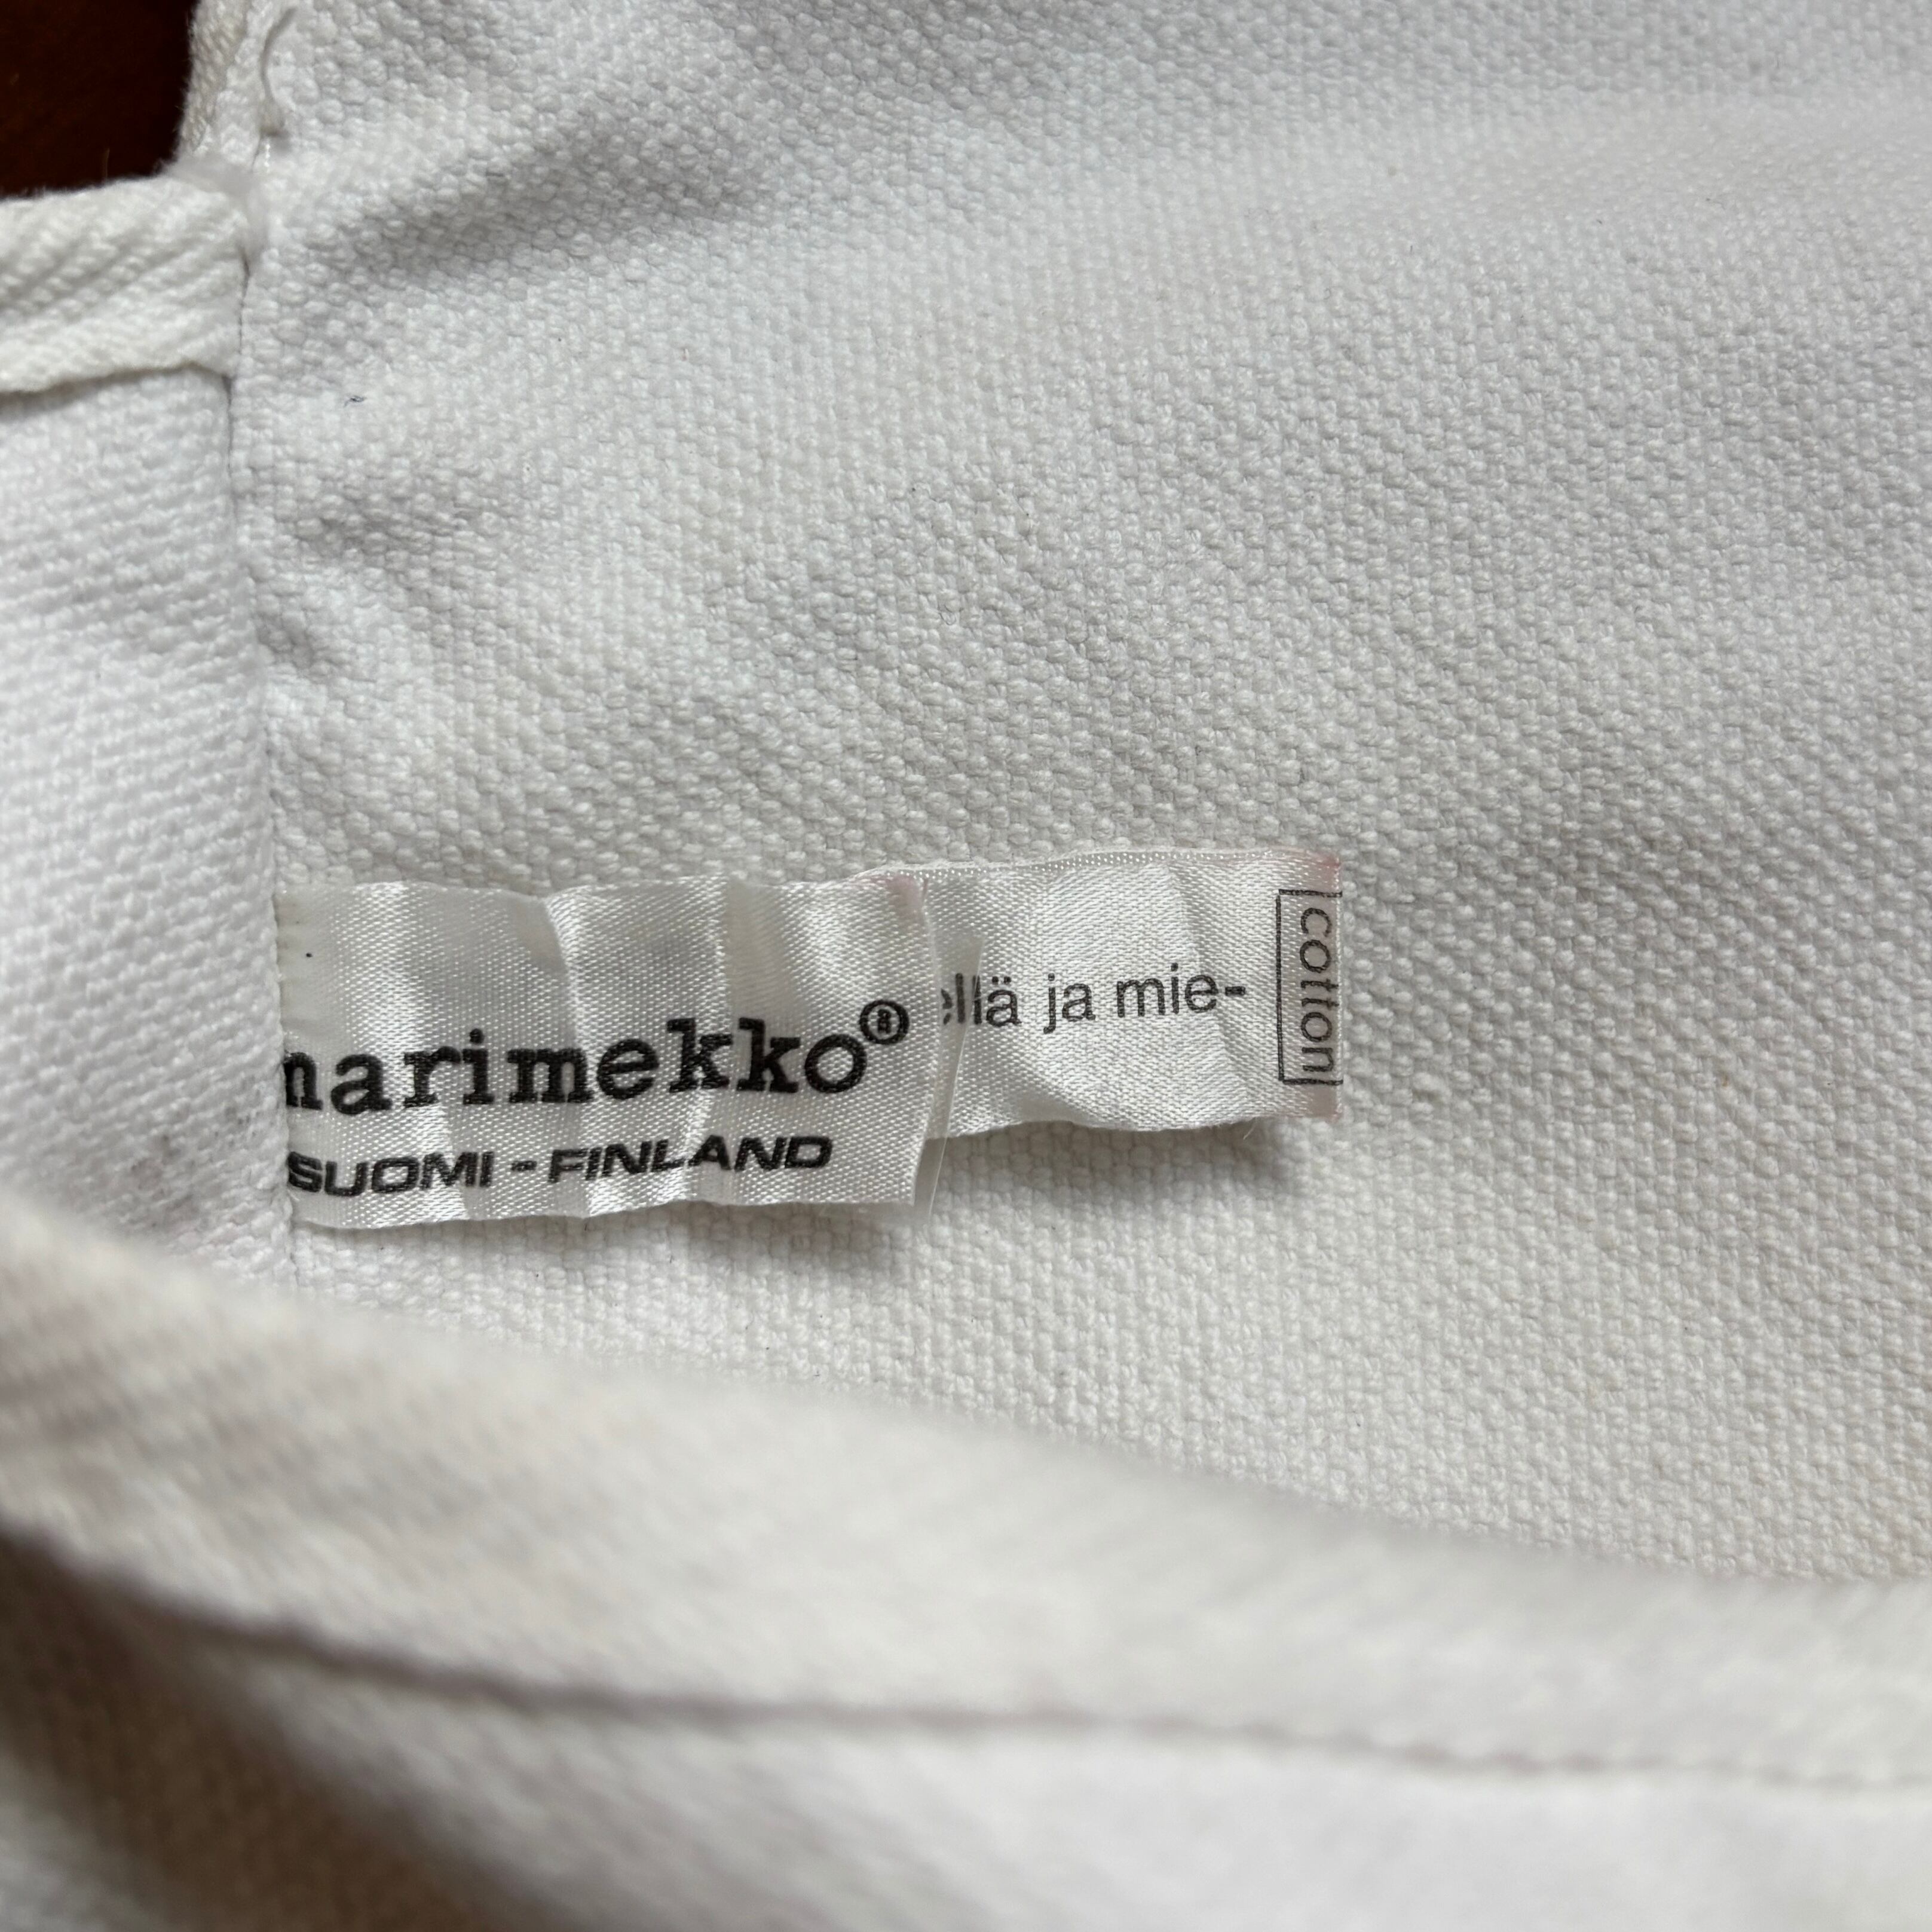 marimekko®
SUOMI - FINLAND
ellä ja mie-
cotton